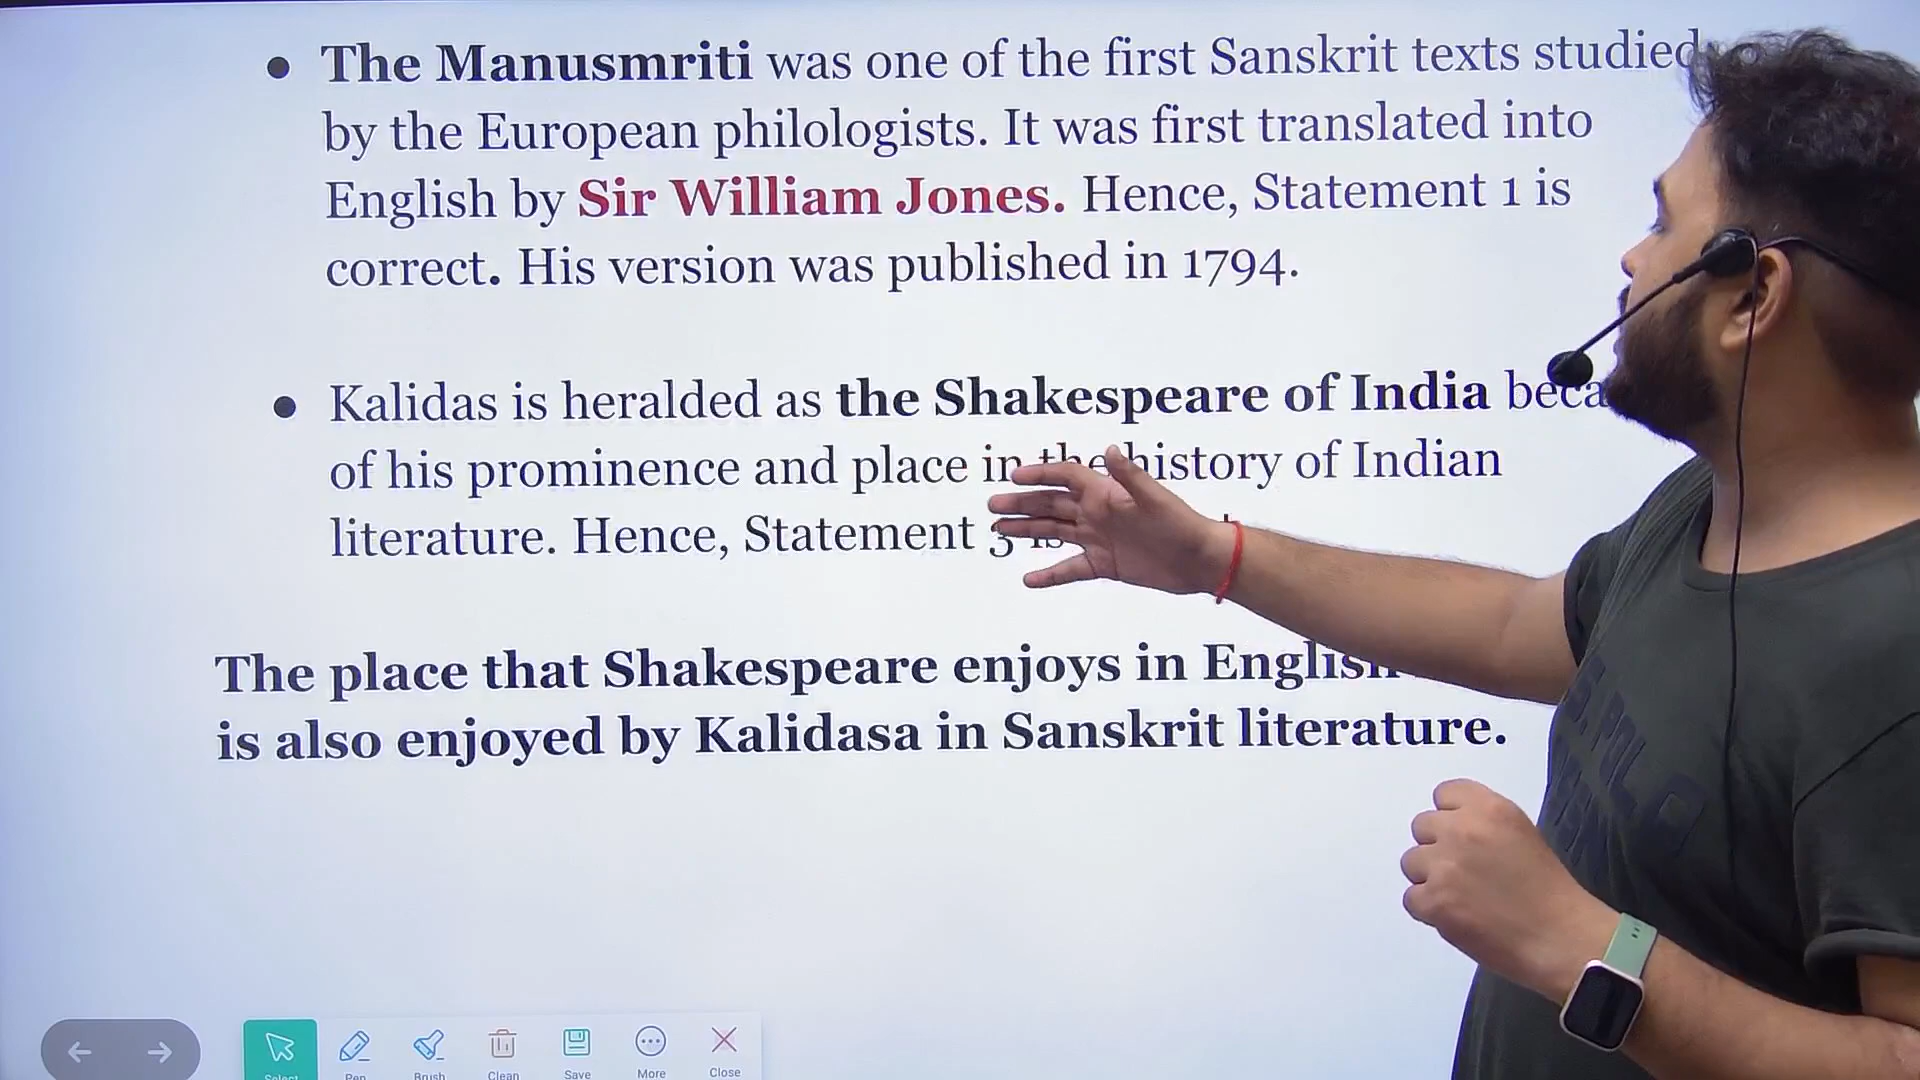 • The Manusmriti was one of the first Sanskrit texts studied
by the European philologists. It was first translated into
English by Sir William Jones. Hence, Statement 1 is
correct. His version was published in 1794.
• Kalidas is heralded as the Shakespeare of India
of his prominence and place in the history of Indian
literature. Hence, Statement 3 is
The place that Shakespeare enjoys in English
is also enjoyed by Kalidasa in Sanskrit literature.
Select Pen Brush Clean Save More Close